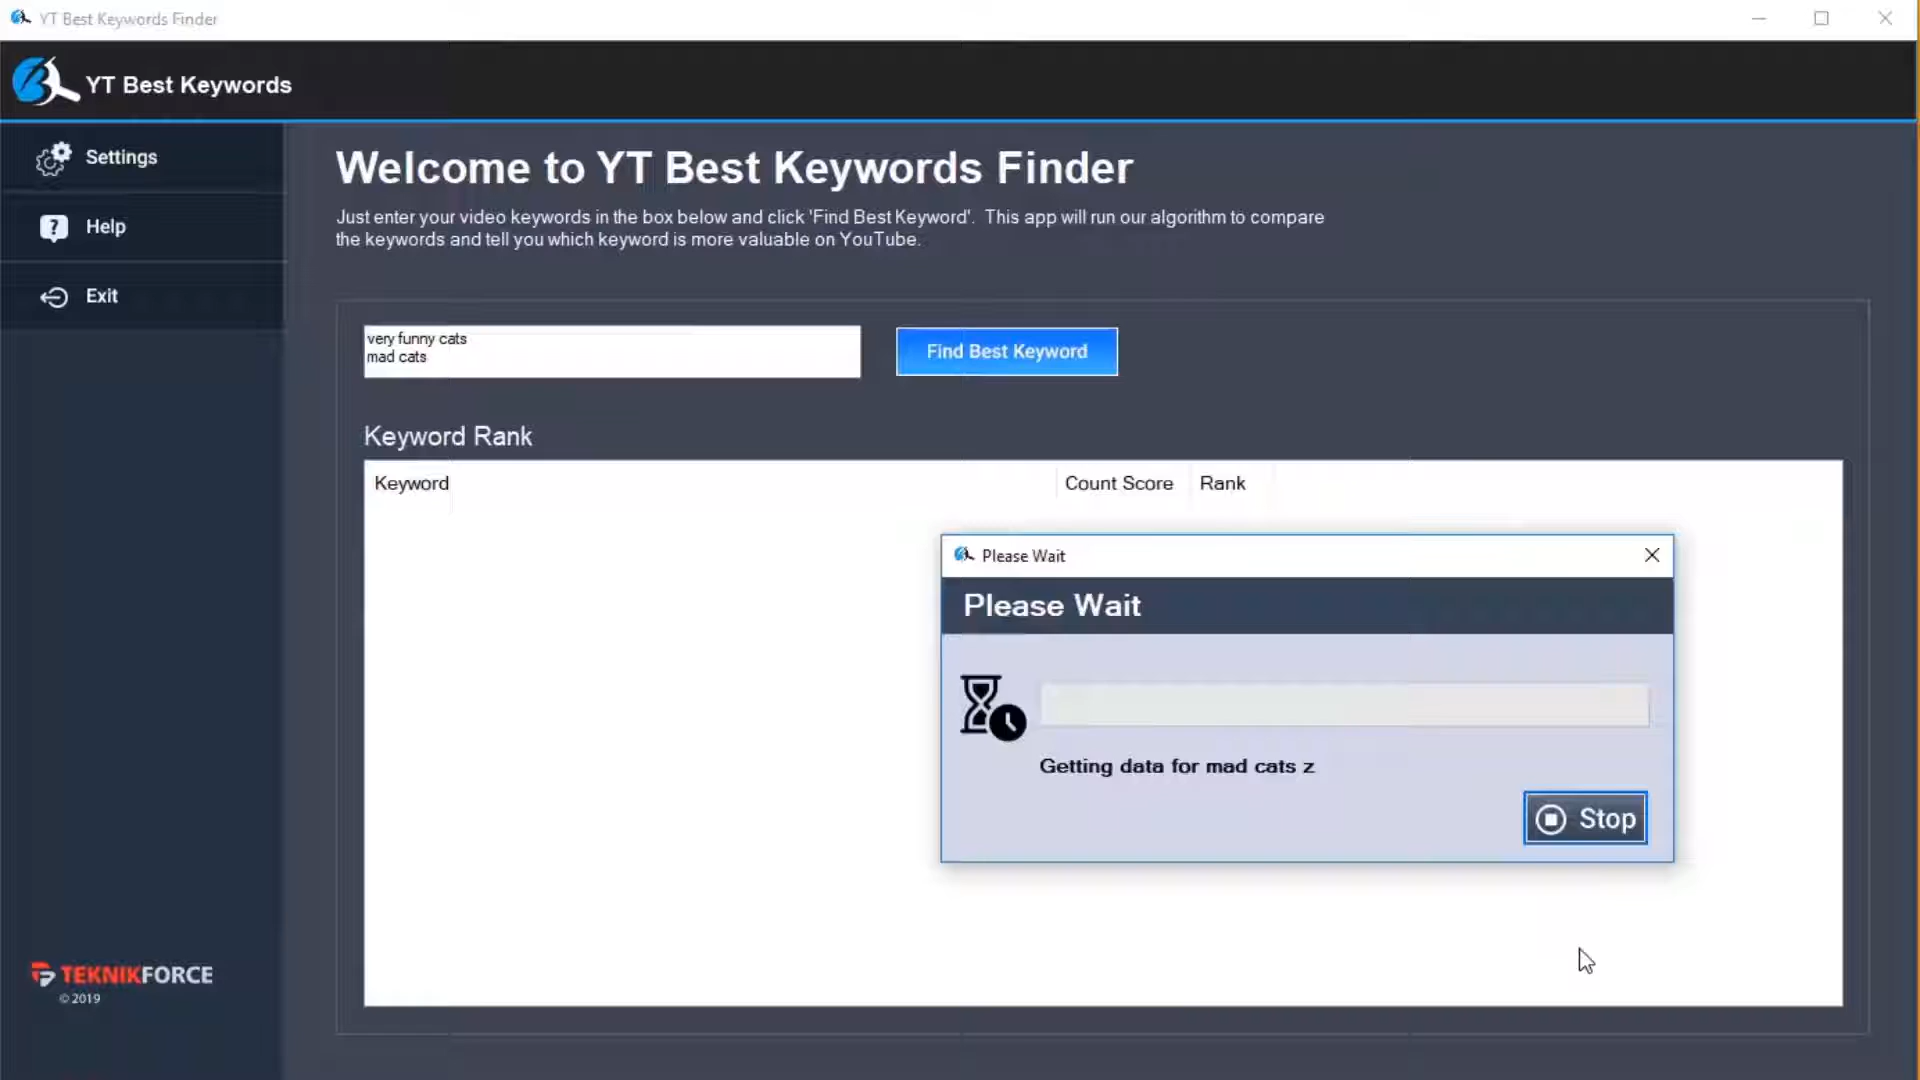 YT Best Keywords Finder
YT Best Keywords
Settings
Help
Exit
Welcome to YT Best Keywords Finder
Just enter your video keywords in the box below and click 'Find Best Keyword'. This app will run our algorithm to compare
the keywords and tell you which keyword is more valuable on YouTube.
very funny cats
mad cats
Find Best Keyword
Keyword Rank
Keyword Count Score Rank
Please Wait
Please Wait
Getting data for mad cats z
Stop
TEKNIKFORCE
© 2019